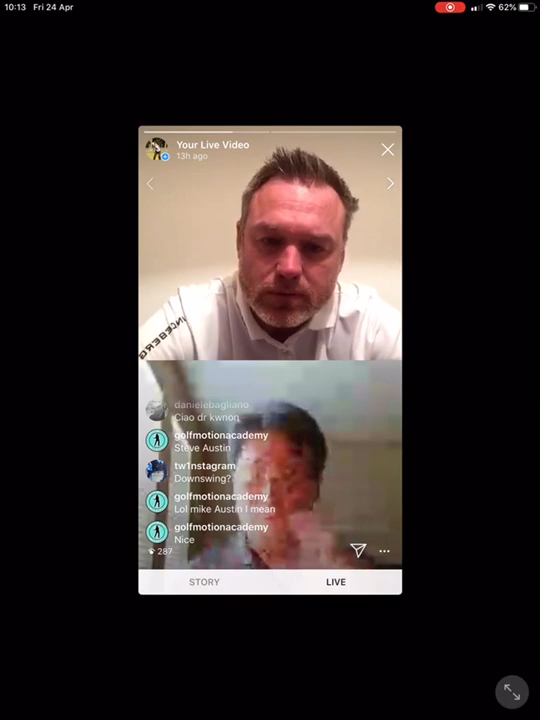 10:13 Fri 24 Apr
62%
Your Live Video
13h ago
danielebagliano
Ciao dr kwnon
golfmotionacademy
Steve Austin
tw1nstagram
Downswing?
golfmotionacademy
Lol mike Austin I mean
golfmotionacademy
Nice
287
STORY LIVE